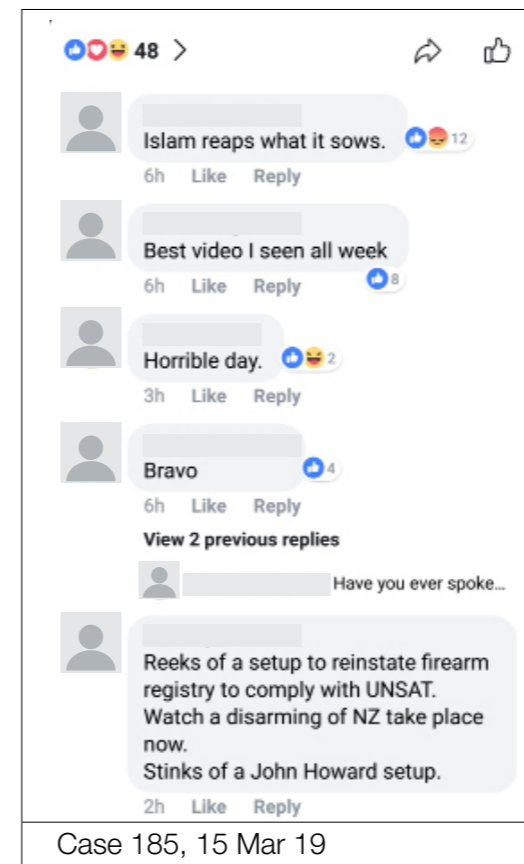 48 >
Islam reaps what it sows.
12
6h Like Reply
Best video I seen all week
8
6h Like Reply
Horrible day.
2
3h Like Reply
Bravo
4
6h Like Reply
View 2 previous replies
Have you ever spoke...
Reeks of a setup to reinstate firearm
registry to comply with UNSAT.
Watch a disarming of NZ take place
now.
Stinks of a John Howard setup.
2h Like Reply
Case 185, 15 Mar 19